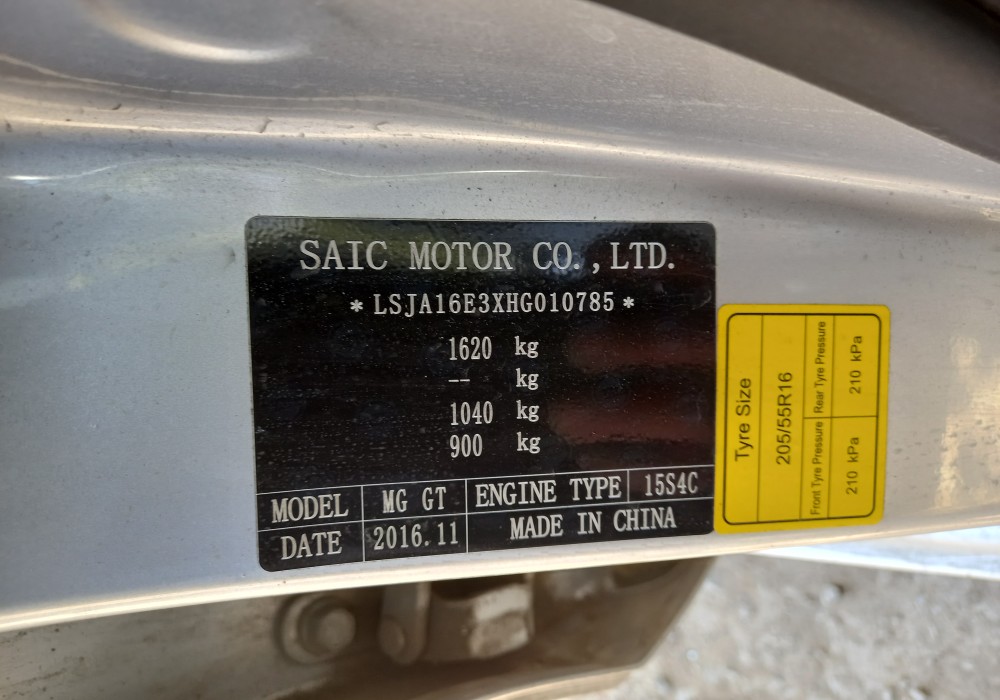 SAIC MOTOR CO.,LTD.
*LSJA16E3XHG010785*
1620 kg
-- kg
1040 kg
900 kg
MODEL MG GT ENGINE TYPE 15S4C
DATE 2016.11 MADE IN CHINA
Tyre Size
205/55R16
Front Tyre Pressure Rear Tyre Pressure
210 kPa 210 kPa